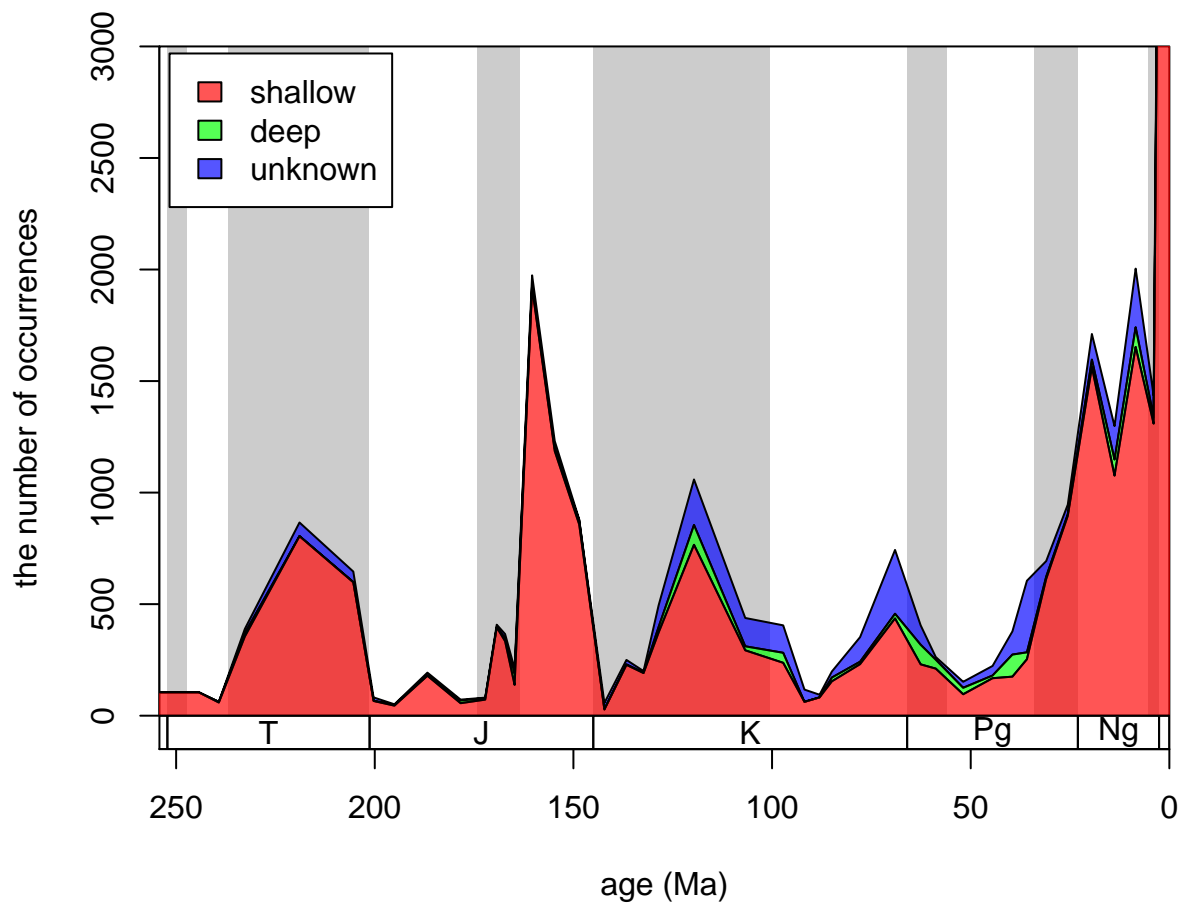 the number of occurrences
3000
2500
2000
1500
1000
500
0
shallow
deep
unknown
T J K Pg Ng
250 200 150 100 50 0
age (Ma)